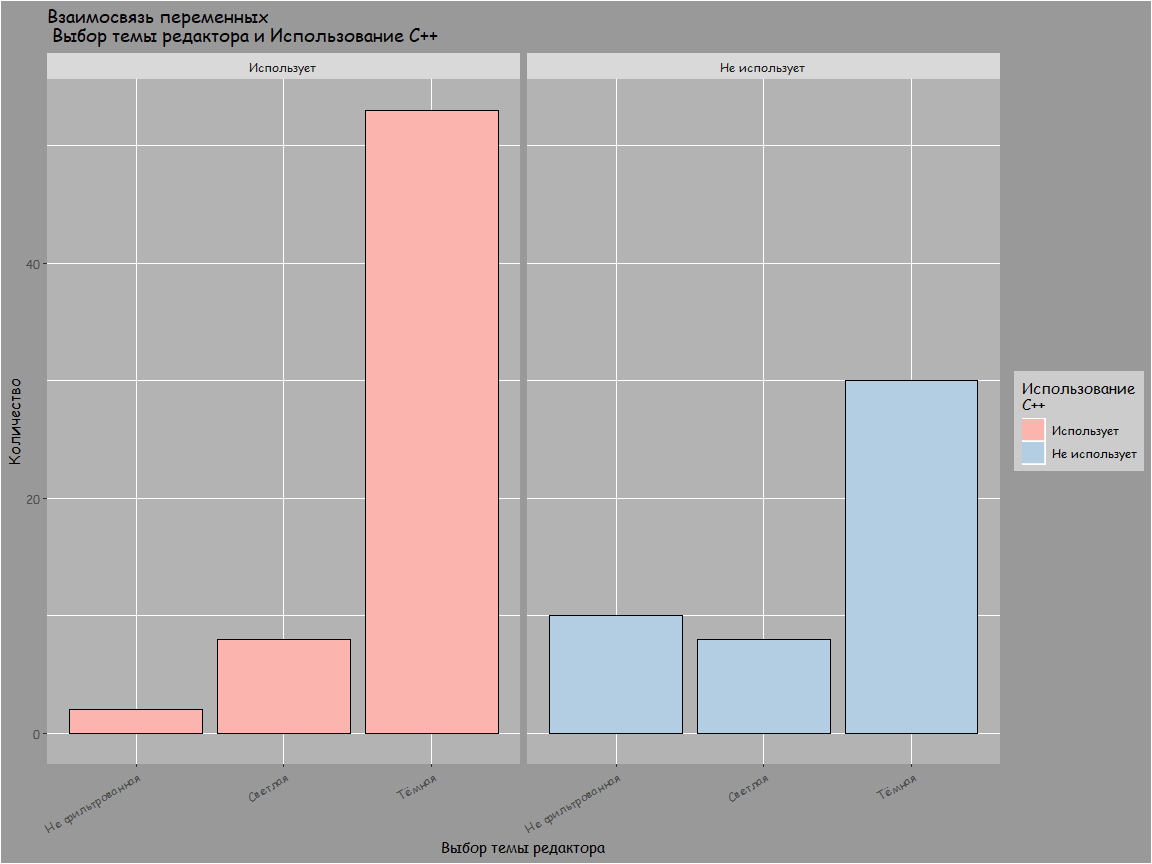 Взаимосвязь переменных
Выбор темы редактора и Использование C++
Использует
Не использует
Количество
40
20
0
Не фильтрованная
Светлая
Тёмная
Не фильтрованная
Светлая
Тёмная
Выбор темы редактора
Использование
C++
Использует
Не использует